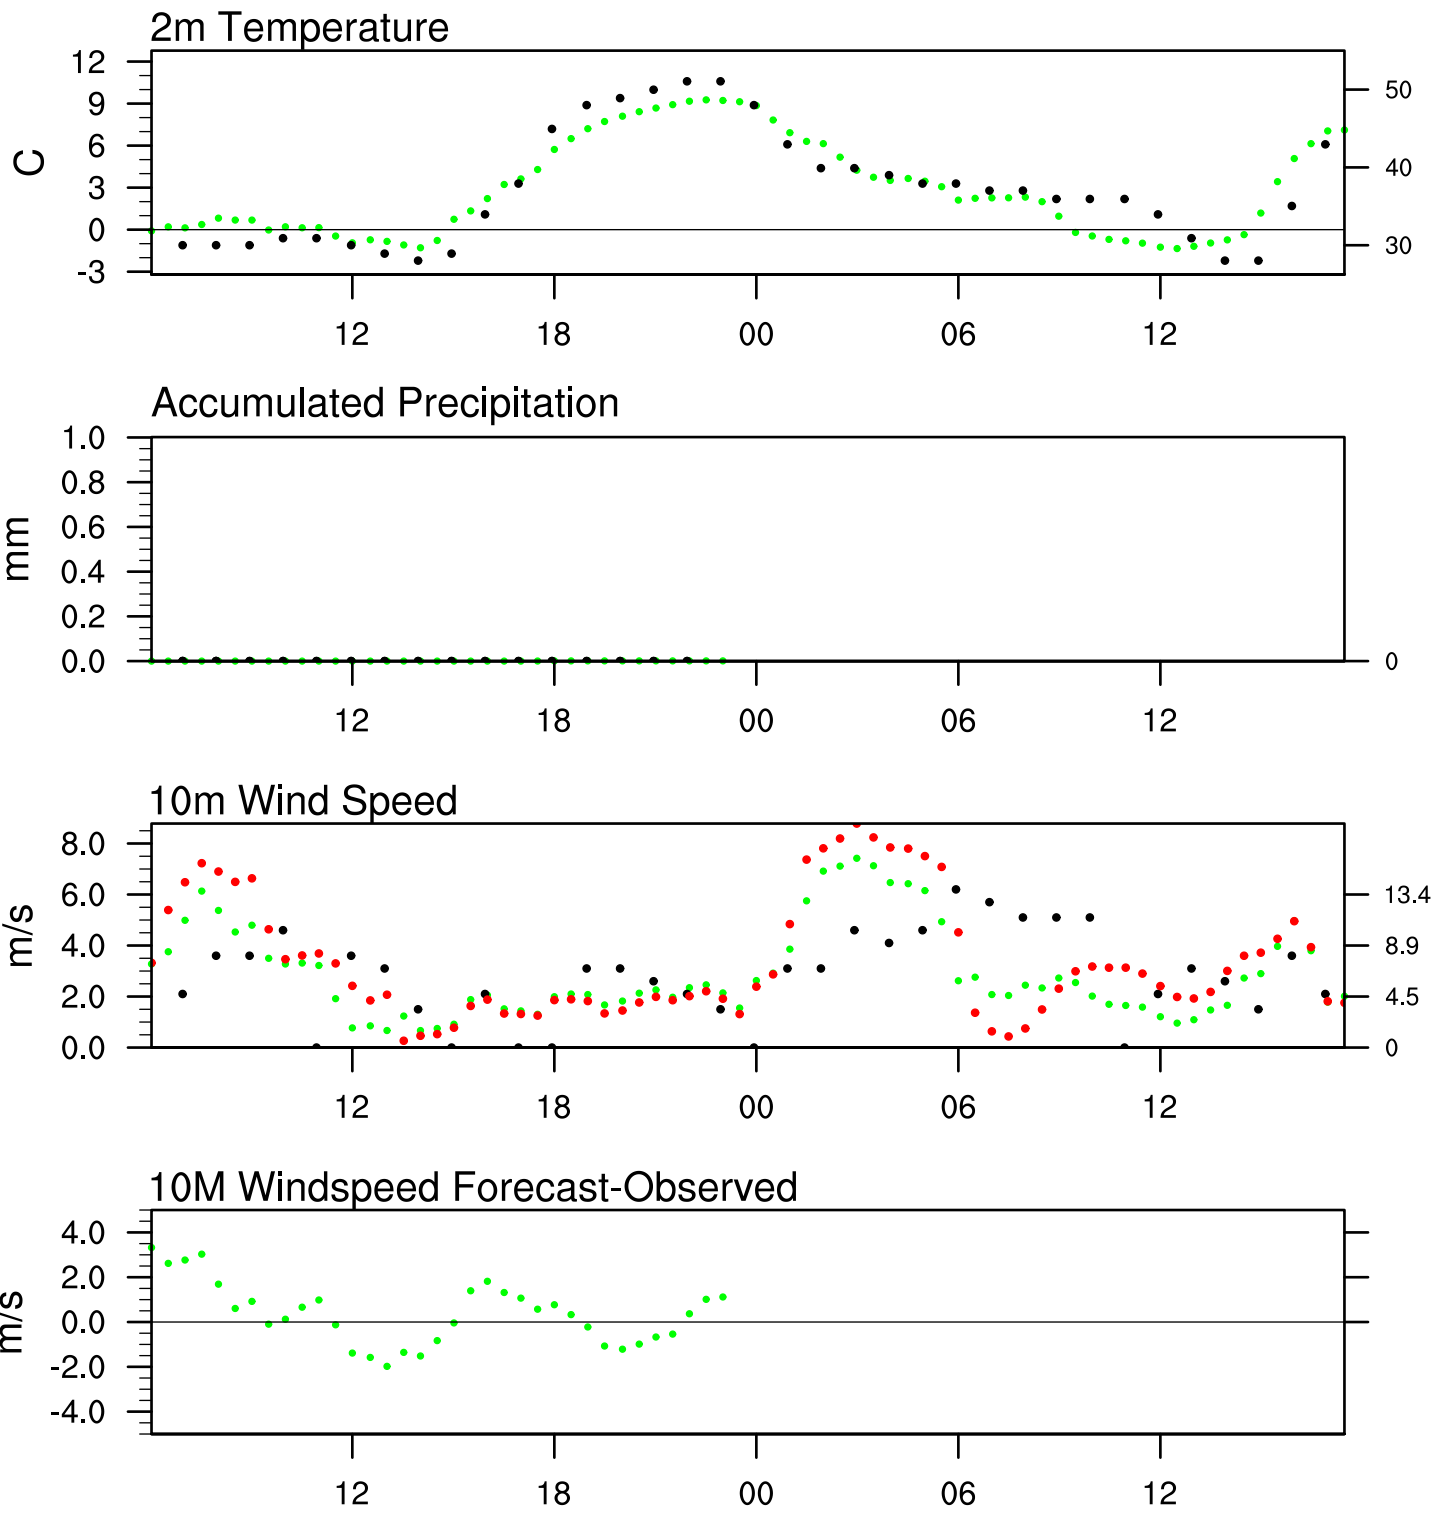 2m Temperature
12
9
6
3
0
-3
C
50
40
30
12 18 00 06 12
Accumulated Precipitation
1.0
0.8
0.6
0.4
0.2
0.0
mm
0
12 18 00 06 12
10m Wind Speed
8.0
6.0
4.0
2.0
0.0
m/s
13.4
8.9
4.5
0
12 18 00 06 12
10M Windspeed Forecast-Observed
4.0
2.0
0.0
-2.0
-4.0
m/s
12 18 00 06 12